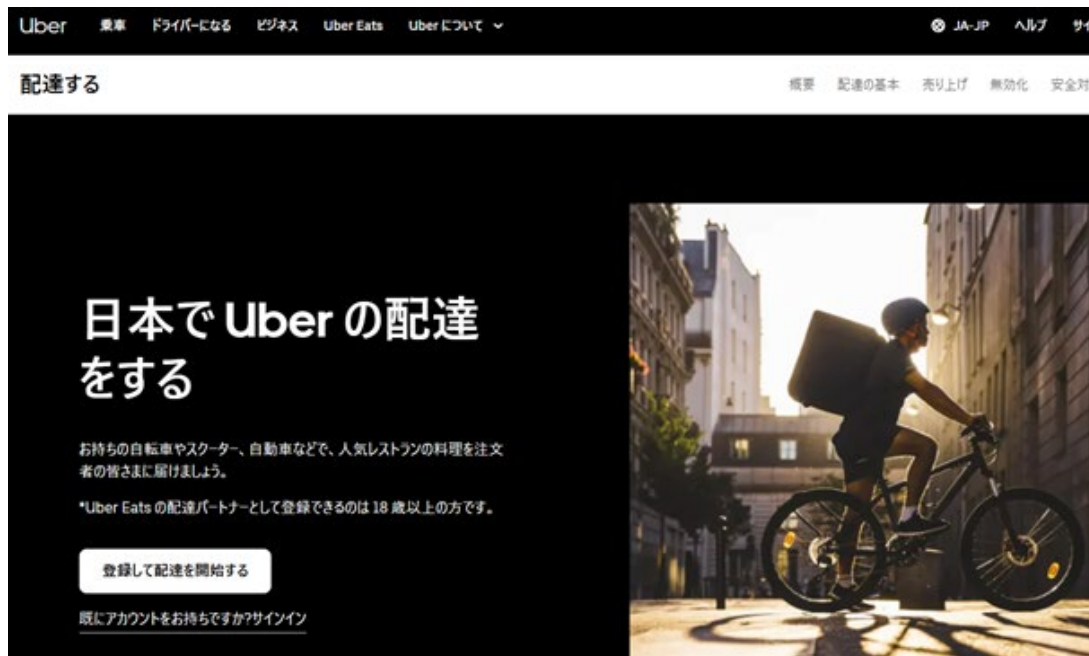 Uber 乗車 ドライバーになる ビジネス Uber Eats Uber について JA-JP ヘルプ サイ
配達する 概要 配達の基本 売り上げ 無効化 安全対
日本で Uber の配達
をする
お持ちの自転車やスクーター、自動車などで、人気レストランの料理を注文
者の皆さまに届けましょう。
*Uber Eats の配達パートナーとして登録できるのは 18 歳以上の方です。
登録して配達を開始する
既にアカウントをお持ちですか?サインイン